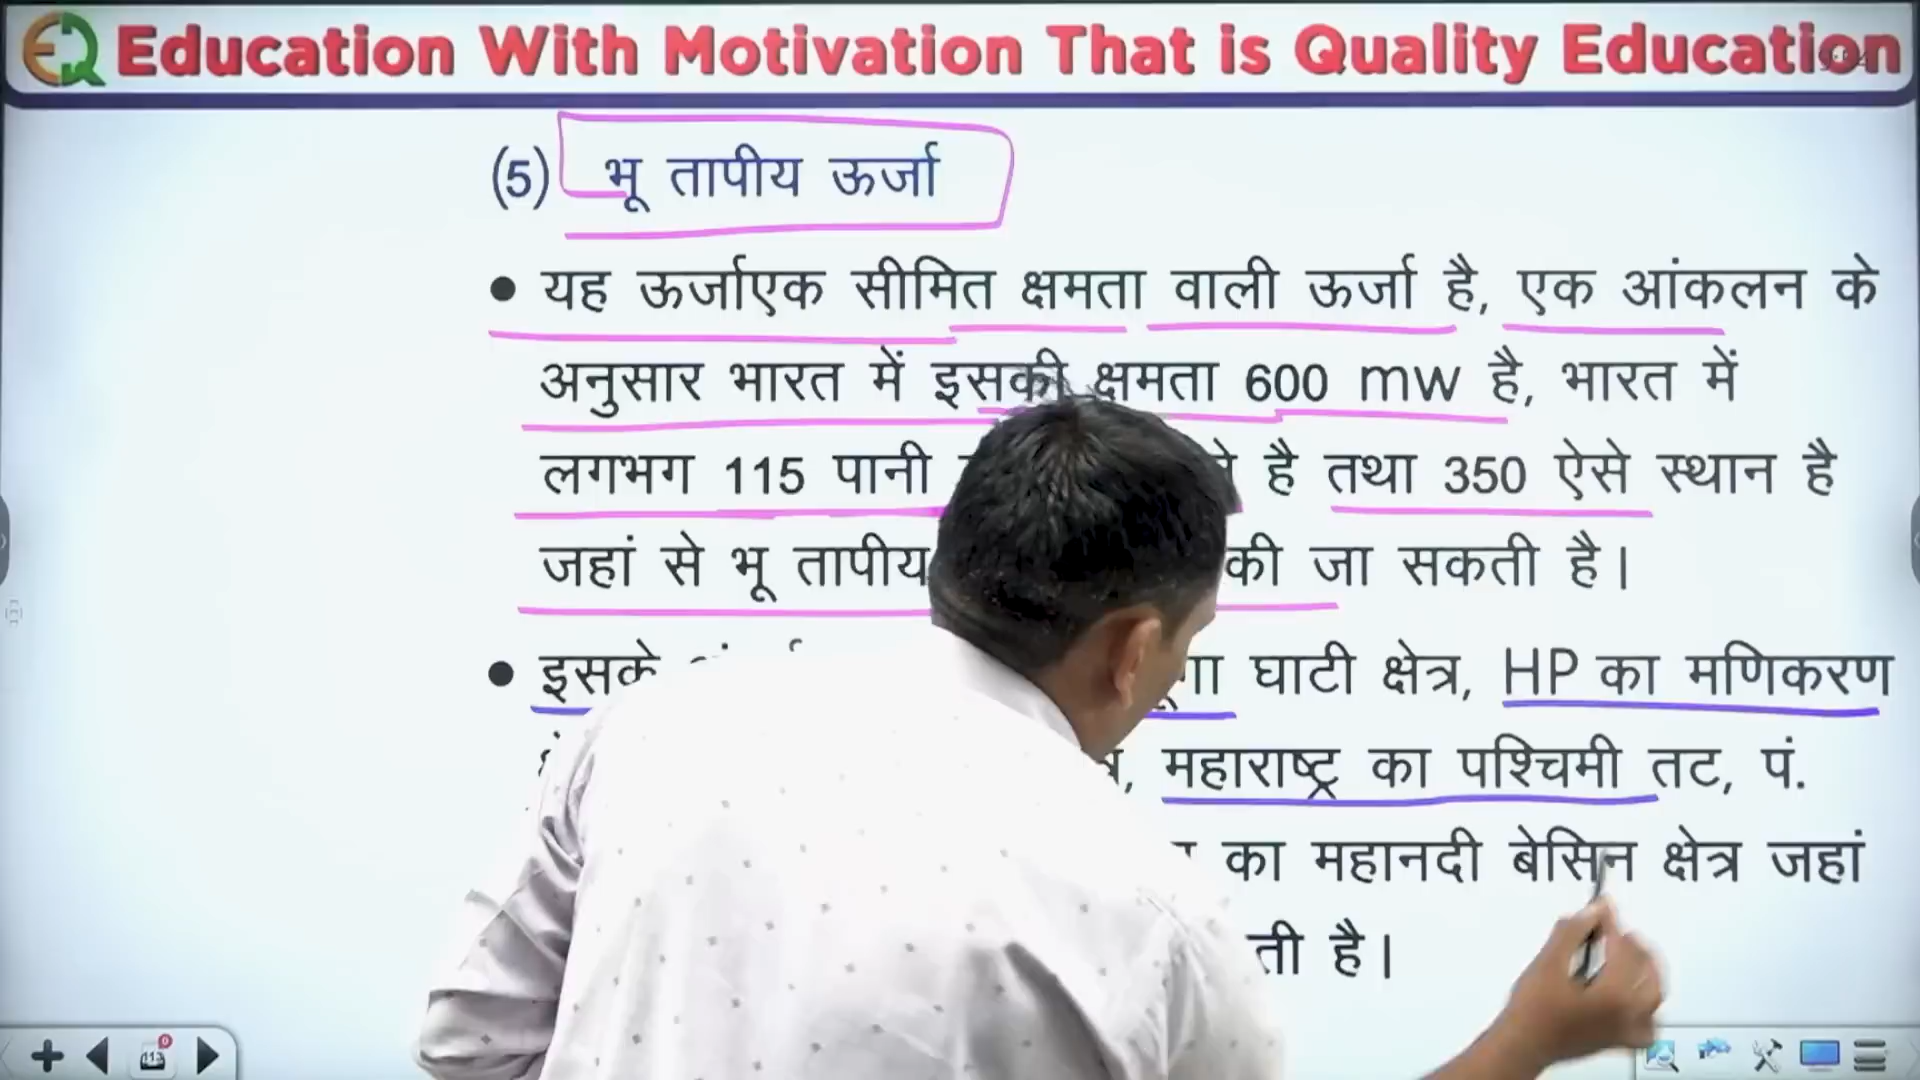 EQ Education With Motivation That is Quality Education
(5) भू तापीय ऊर्जा
• यह ऊर्जाएक सीमित क्षमता वाली ऊर्जा है, एक आंकलन के
अनुसार भारत में इसकी क्षमता 600 mw है, भारत में
लगभग 115 पानी है तथा 350 ऐसे स्थान है
जहां से भू तापीय की जा सकती है।
• इसके घाटी क्षेत्र, HP का मणिकरण
महाराष्ट्र का पश्चिमी तट, पं.
का महानदी बेसिन क्षेत्र जहां
है।
113